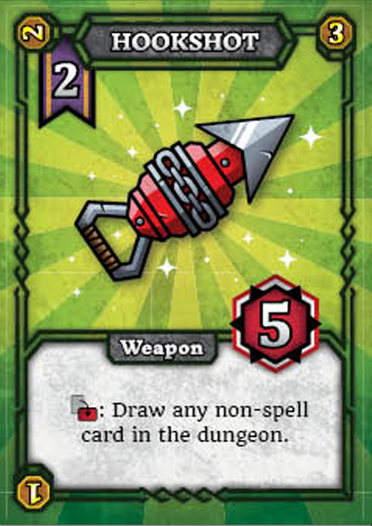 2
HOOKSHOT
3
2
5
Weapon
: Draw any non-spell
card in the dungeon.
1